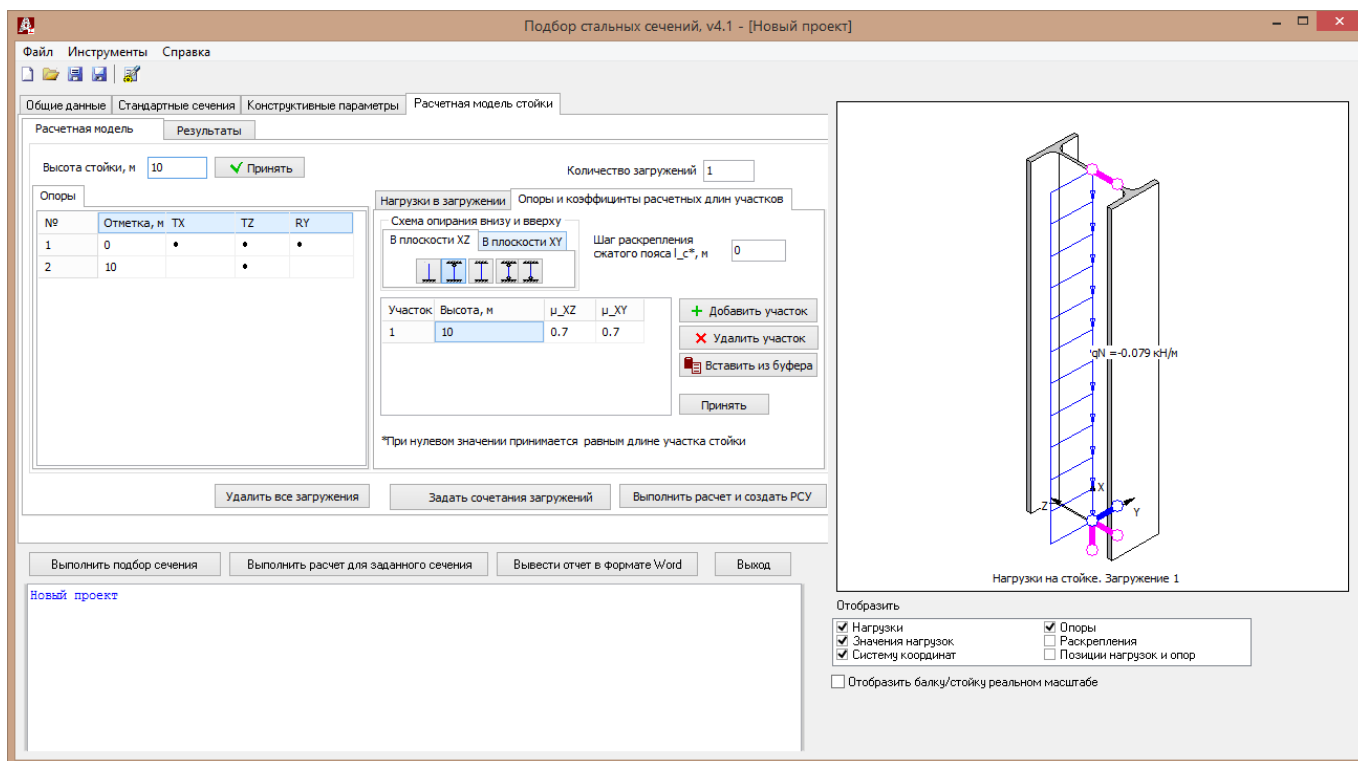 Подбор стальных сечений, v4.1 - [Новый проект]
Файл Инструменты Справка
Общие данные Стандартные сечения Конструктивные параметры Расчетная модель стойки
Расчетная модель Результаты
Высота стойки, м 10 Принять
Количество загружений 1
Опоры
№ Отметка, м TX TZ RY
1 0 • • •
2 10 •
Нагрузки в загружении Опоры и коэффицинты расчетных длин участков
Схема опирания внизу и вверху
В плоскости XZ В плоскости XY
Шаг раскрепления
сжатого пояса l_c*, м 0
Участок Высота, м μ_XZ μ_XY
1 10 0.7 0.7
Добавить участок
Удалить участок
Вставить из буфера
Принять
*При нулевом значении принимается равным длине участка стойки
Удалить все загружения Задать сочетания загружений Выполнить расчет и создать РСУ
Выполнить подбор сечения Выполнить расчет для заданного сечения Вывести отчет в формате Word Выход
Новый проект
qN =-0.079 кН/м
X
Z
Y
Нагрузки на стойке. Загружение 1
Отобразить
Нагрузки Опоры
Значения нагрузок Раскрепления
Систему координат Позиции нагрузок и опор
Отобразить балку/стойку реальном масштабе